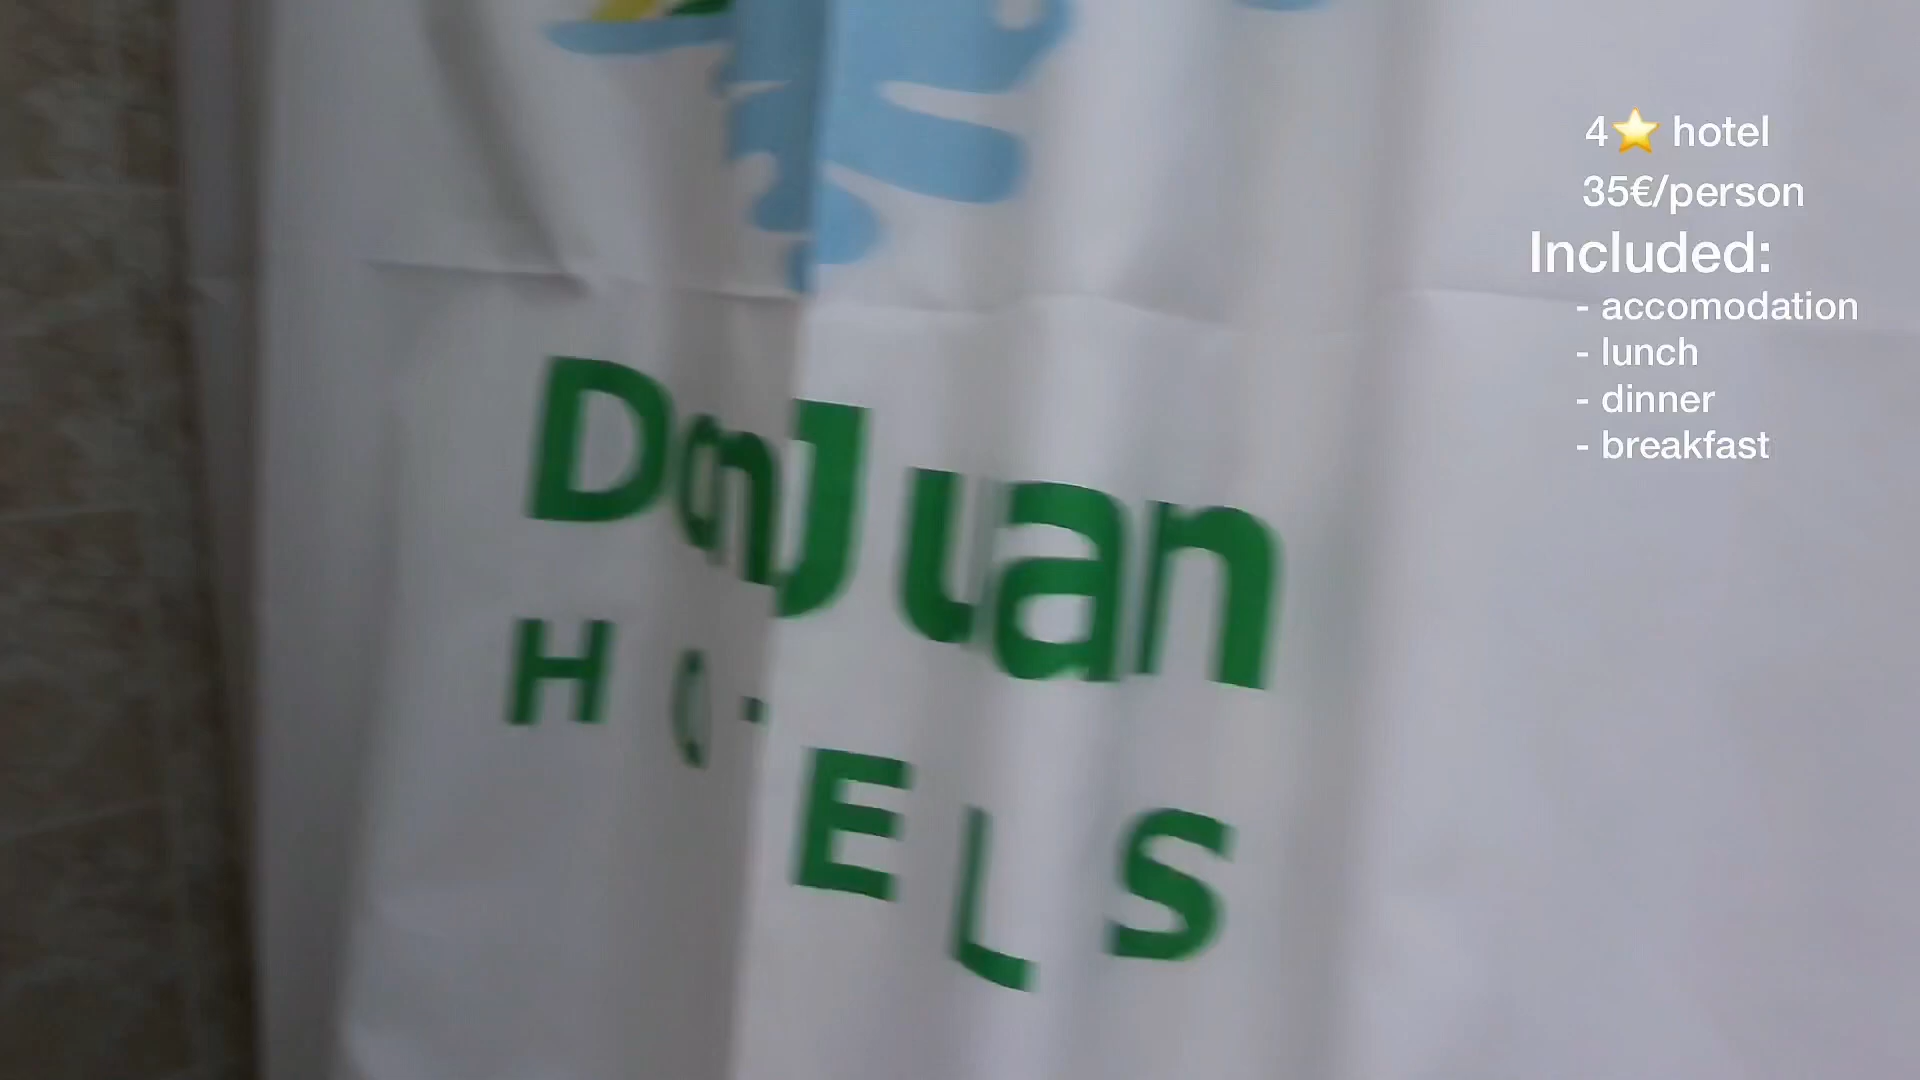 4⭐ hotel
35€/person
Included:
- accomodation
- lunch
- dinner
- breakfast
DonJuan
HOTELS